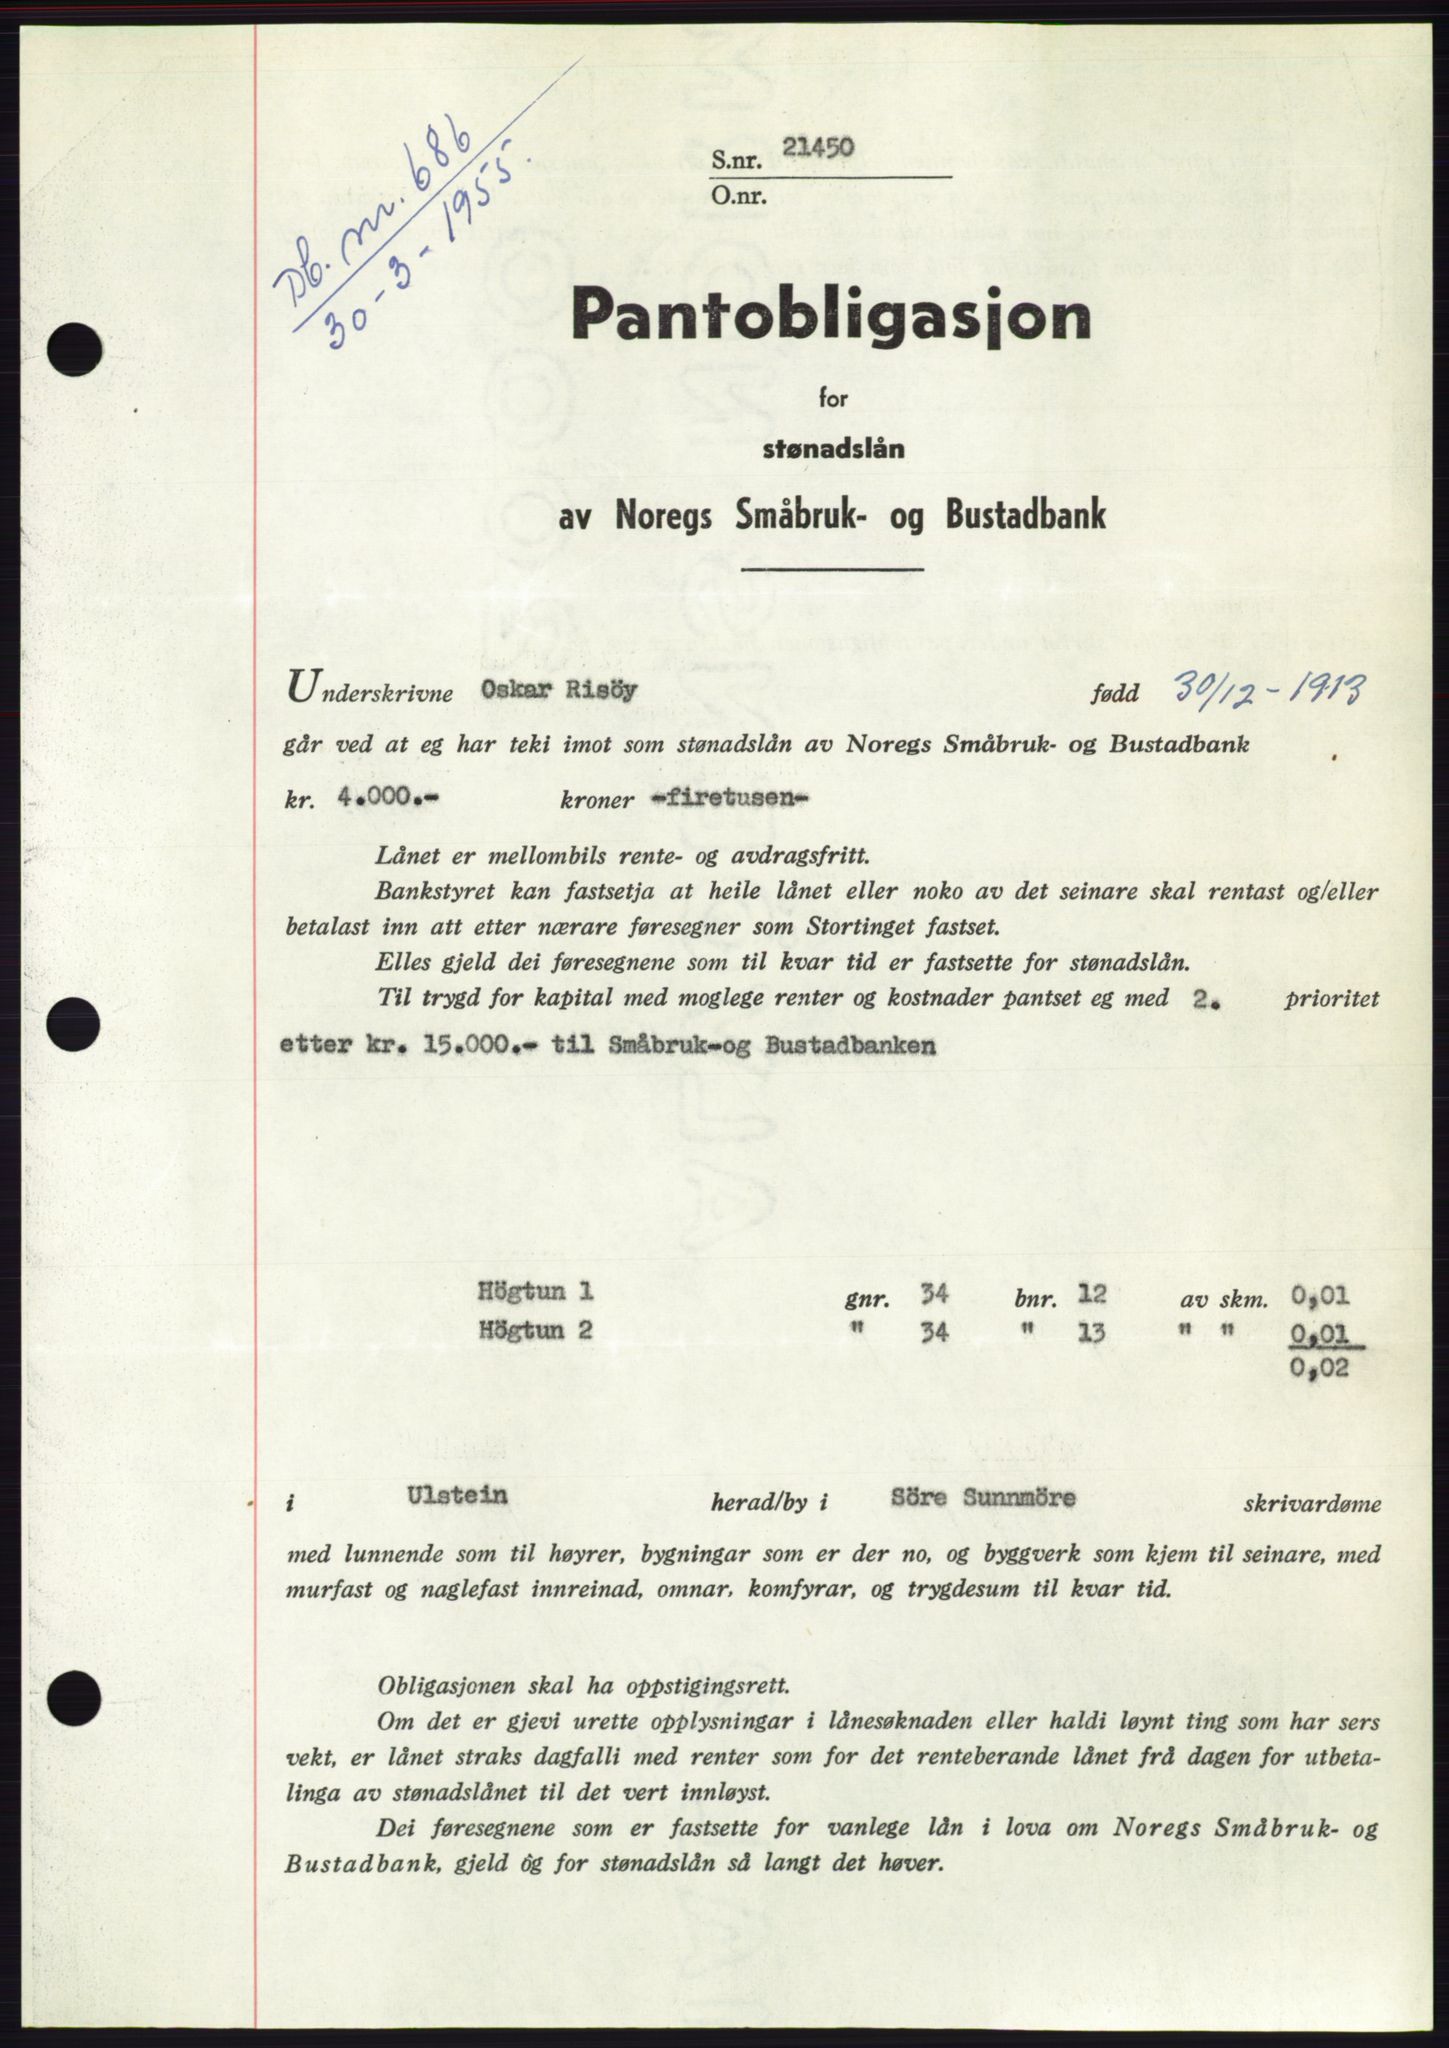 Db. nr. 686
30-3-1955.
S.nr. 21450
O.nr.
Pantobligasjon
for
stønadslån
av Noregs Småbruk- og Bustadbank
Underskrivne Oskar Risöy fødd 30/12-1913
går ved at eg har teki imot som stønadslån av Noregs Småbruk- og Bustadbank
kr. 4.000.- kroner -firetusen-
Lånet er mellombils rente- og avdragsfritt.
Bankstyret kan fastsetja at heile lånet eller noko av det seinare skal rentast og/eller
betalast inn att etter nærare føresegner som Stortinget fastset.
Elles gjeld dei føresegnene som til kvar tid er fastsette for stønadslån.
Til trygd for kapital med moglege renter og kostnader pantset eg med 2. prioritet
etter kr. 15.000.- til Småbruk-og Bustadbanken
Högtun 1 gnr. 34 bnr. 12 av skm. 0,01
Högtun 2 " 34 " 13 " " 0,01
0,02
i Ulstein herad/by i Söre Sunnmöre skrivardøme
med lunnende som til høyrer, bygningar som er der no, og byggverk som kjem til seinare, med
murfast og naglefast innreinad, omnar, komfyrar, og trygdesum til kvar tid.
Obligasjonen skal ha oppstigingsrett.
Om det er gjevi urette opplysningar i lånesøknaden eller haldi løynt ting som har sers
vekt, er lånet straks dagfalli med renter som for det renteberande lånet frå dagen for utbeta-
linga av stønadslånet til det vert innløyst.
Dei føresegnene som er fastsette for vanlege lån i lova om Noregs Småbruk- og
Bustadbank, gjeld òg for stønadslån så langt det høver.